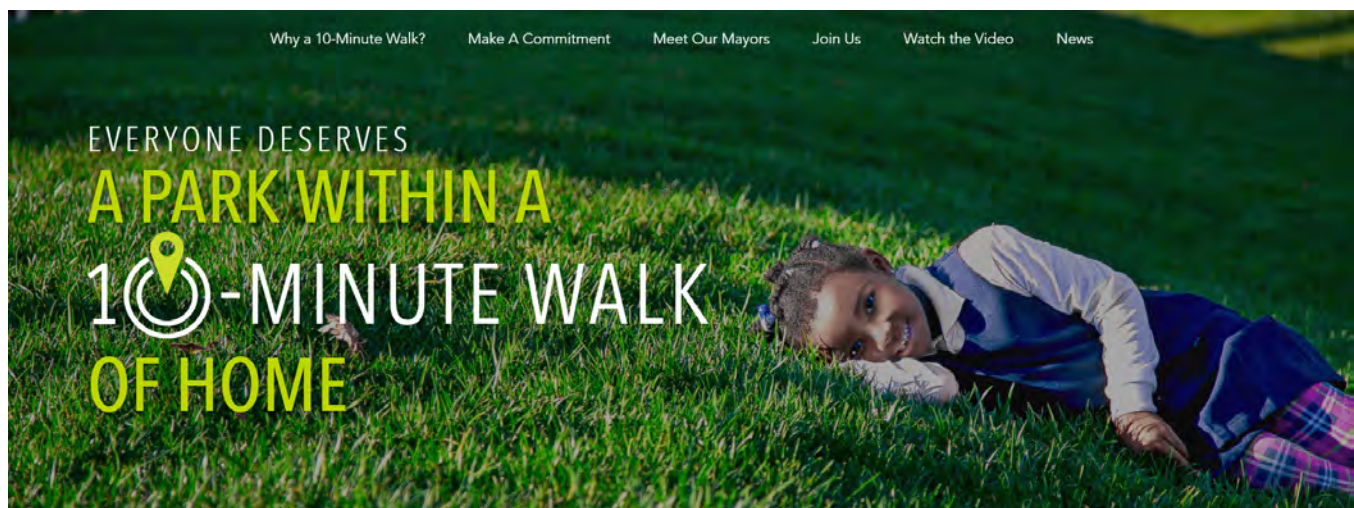 Why a 10-Minute Walk? Make A Commitment Meet Our Mayors Join Us Watch the Video News
EVERYONE DESERVES
A PARK WITHIN A
10-MINUTE WALK
OF HOME